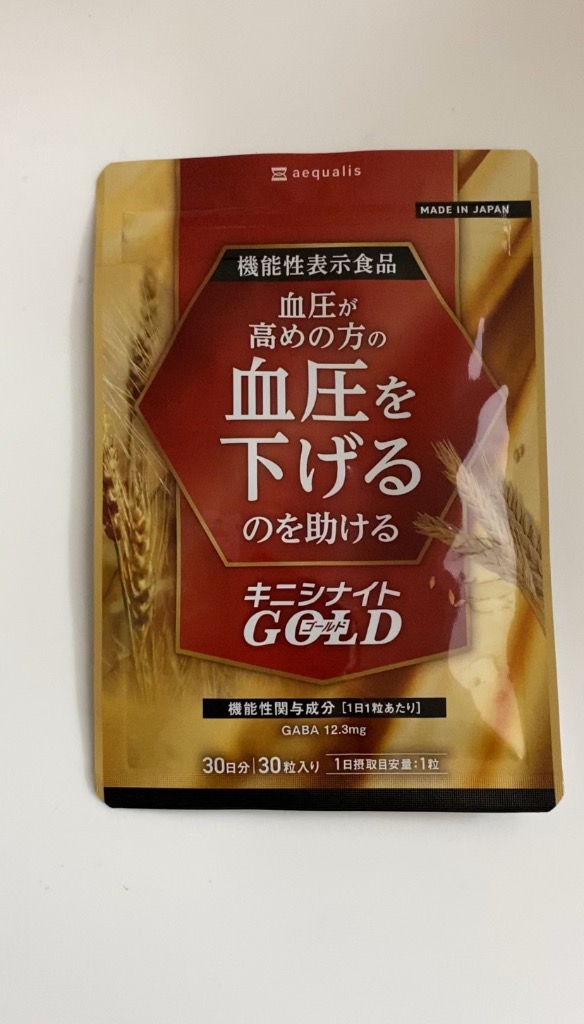 aequalis
MADE IN JAPAN
機能性表示食品
血圧が
高めの方の
血圧を
下げる
のを助ける
キニシナイト
GOLD
ゴールド
機能性関与成分 [1日1粒あたり]
GABA 12.3mg
30日分|30粒入り 1日摂取目安量:1粒